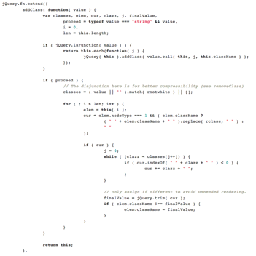 jQuery.fn.extend({
addClass: function( value ) {
var classes, elem, cur, clazz, j, finalValue,
proceed = typeof value === "string" && value,
i = 0,
len = this.length;
if ( jQuery.isFunction( value ) ) {
return this.each(function( j ) {
jQuery( this ).addClass( value.call( this, j, this.className ) );
});
}
if ( proceed ) {
// The disjunction here is for better compressibility (see removeClass)
classes = ( value || "" ).match( rnotwhite ) || [];
for ( ; i < len; i++ ) {
elem = this[ i ];
cur = elem.nodeType === 1 && ( elem.className ?
( " " + elem.className + " " ).replace( rclass, " " ) :
" "
);
if ( cur ) {
j = 0;
while ( (clazz = classes[j++]) ) {
if ( cur.indexOf( " " + clazz + " " ) < 0 ) {
cur += clazz + " ";
}
}
// only assign if different to avoid unneeded rendering.
finalValue = jQuery.trim( cur );
if ( elem.className !== finalValue ) {
elem.className = finalValue;
}
}
}
}
return this;
},